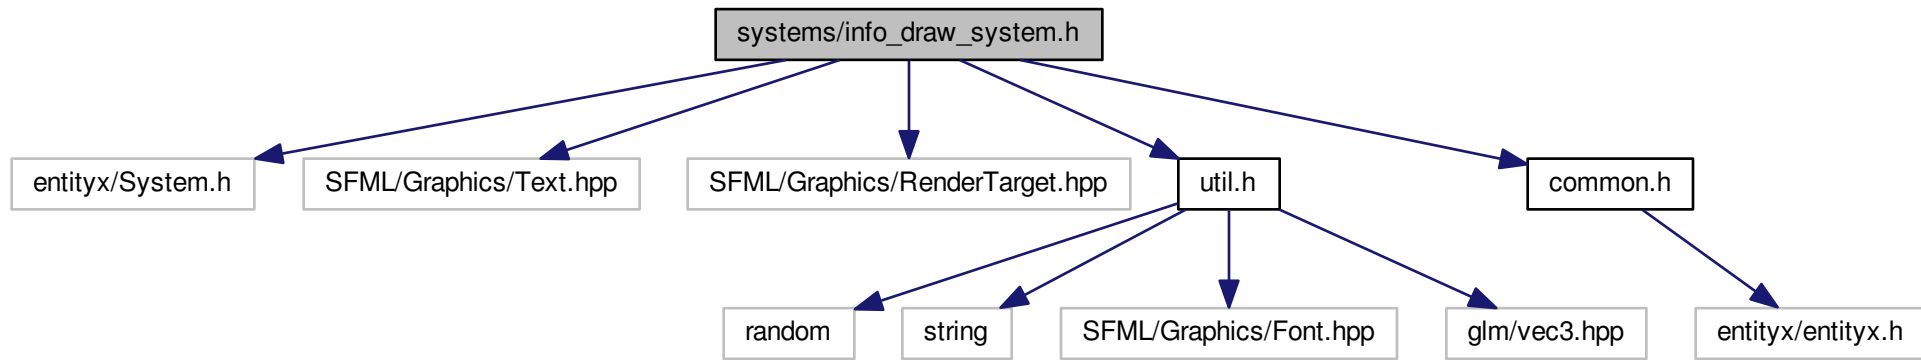 systems/info_draw_system.h
entityx/System.h
SFML/Graphics/Text.hpp
SFML/Graphics/RenderTarget.hpp
util.h
common.h
random
string
SFML/Graphics/Font.hpp
glm/vec3.hpp
entityx/entityx.h